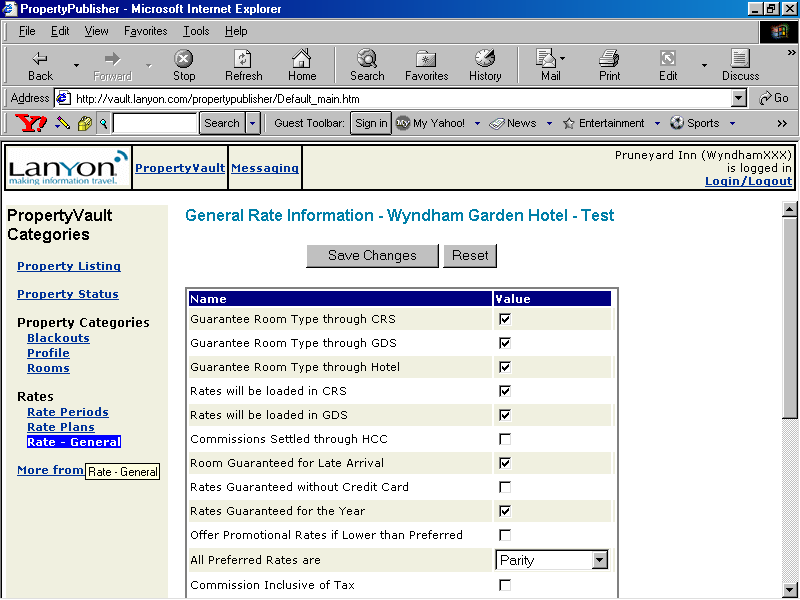 PropertyPublisher - Microsoft Internet Explorer
File Edit View Favorites Tools Help
Back Forward Stop Refresh Home Search Favorites History Mail Print Edit Discuss
Address http://vault.lanyon.com/propertypublisher/Default_main.htm Go
Y! Search Guest Toolbar: Sign in My My Yahoo! News Entertainment Sports
LANYON
making information travel.
PropertyVault Messaging
Pruneyard Inn (WyndhamXXX)
is logged in
Login/Logout
PropertyVault
Categories
Property Listing
Property Status
Property Categories
Blackouts
Profile
Rooms
Rates
Rate Periods
Rate Plans
Rate - General
More from
Rate - General
General Rate Information - Wyndham Garden Hotel - Test
Save Changes Reset
Name Value
Guarantee Room Type through CRS
Guarantee Room Type through GDS
Guarantee Room Type through Hotel
Rates will be loaded in CRS
Rates will be loaded in GDS
Commissions Settled through HCC
Room Guaranteed for Late Arrival
Rates Guaranteed without Credit Card
Rates Guaranteed for the Year
Offer Promotional Rates if Lower than Preferred
All Preferred Rates are Parity
Commission Inclusive of Tax